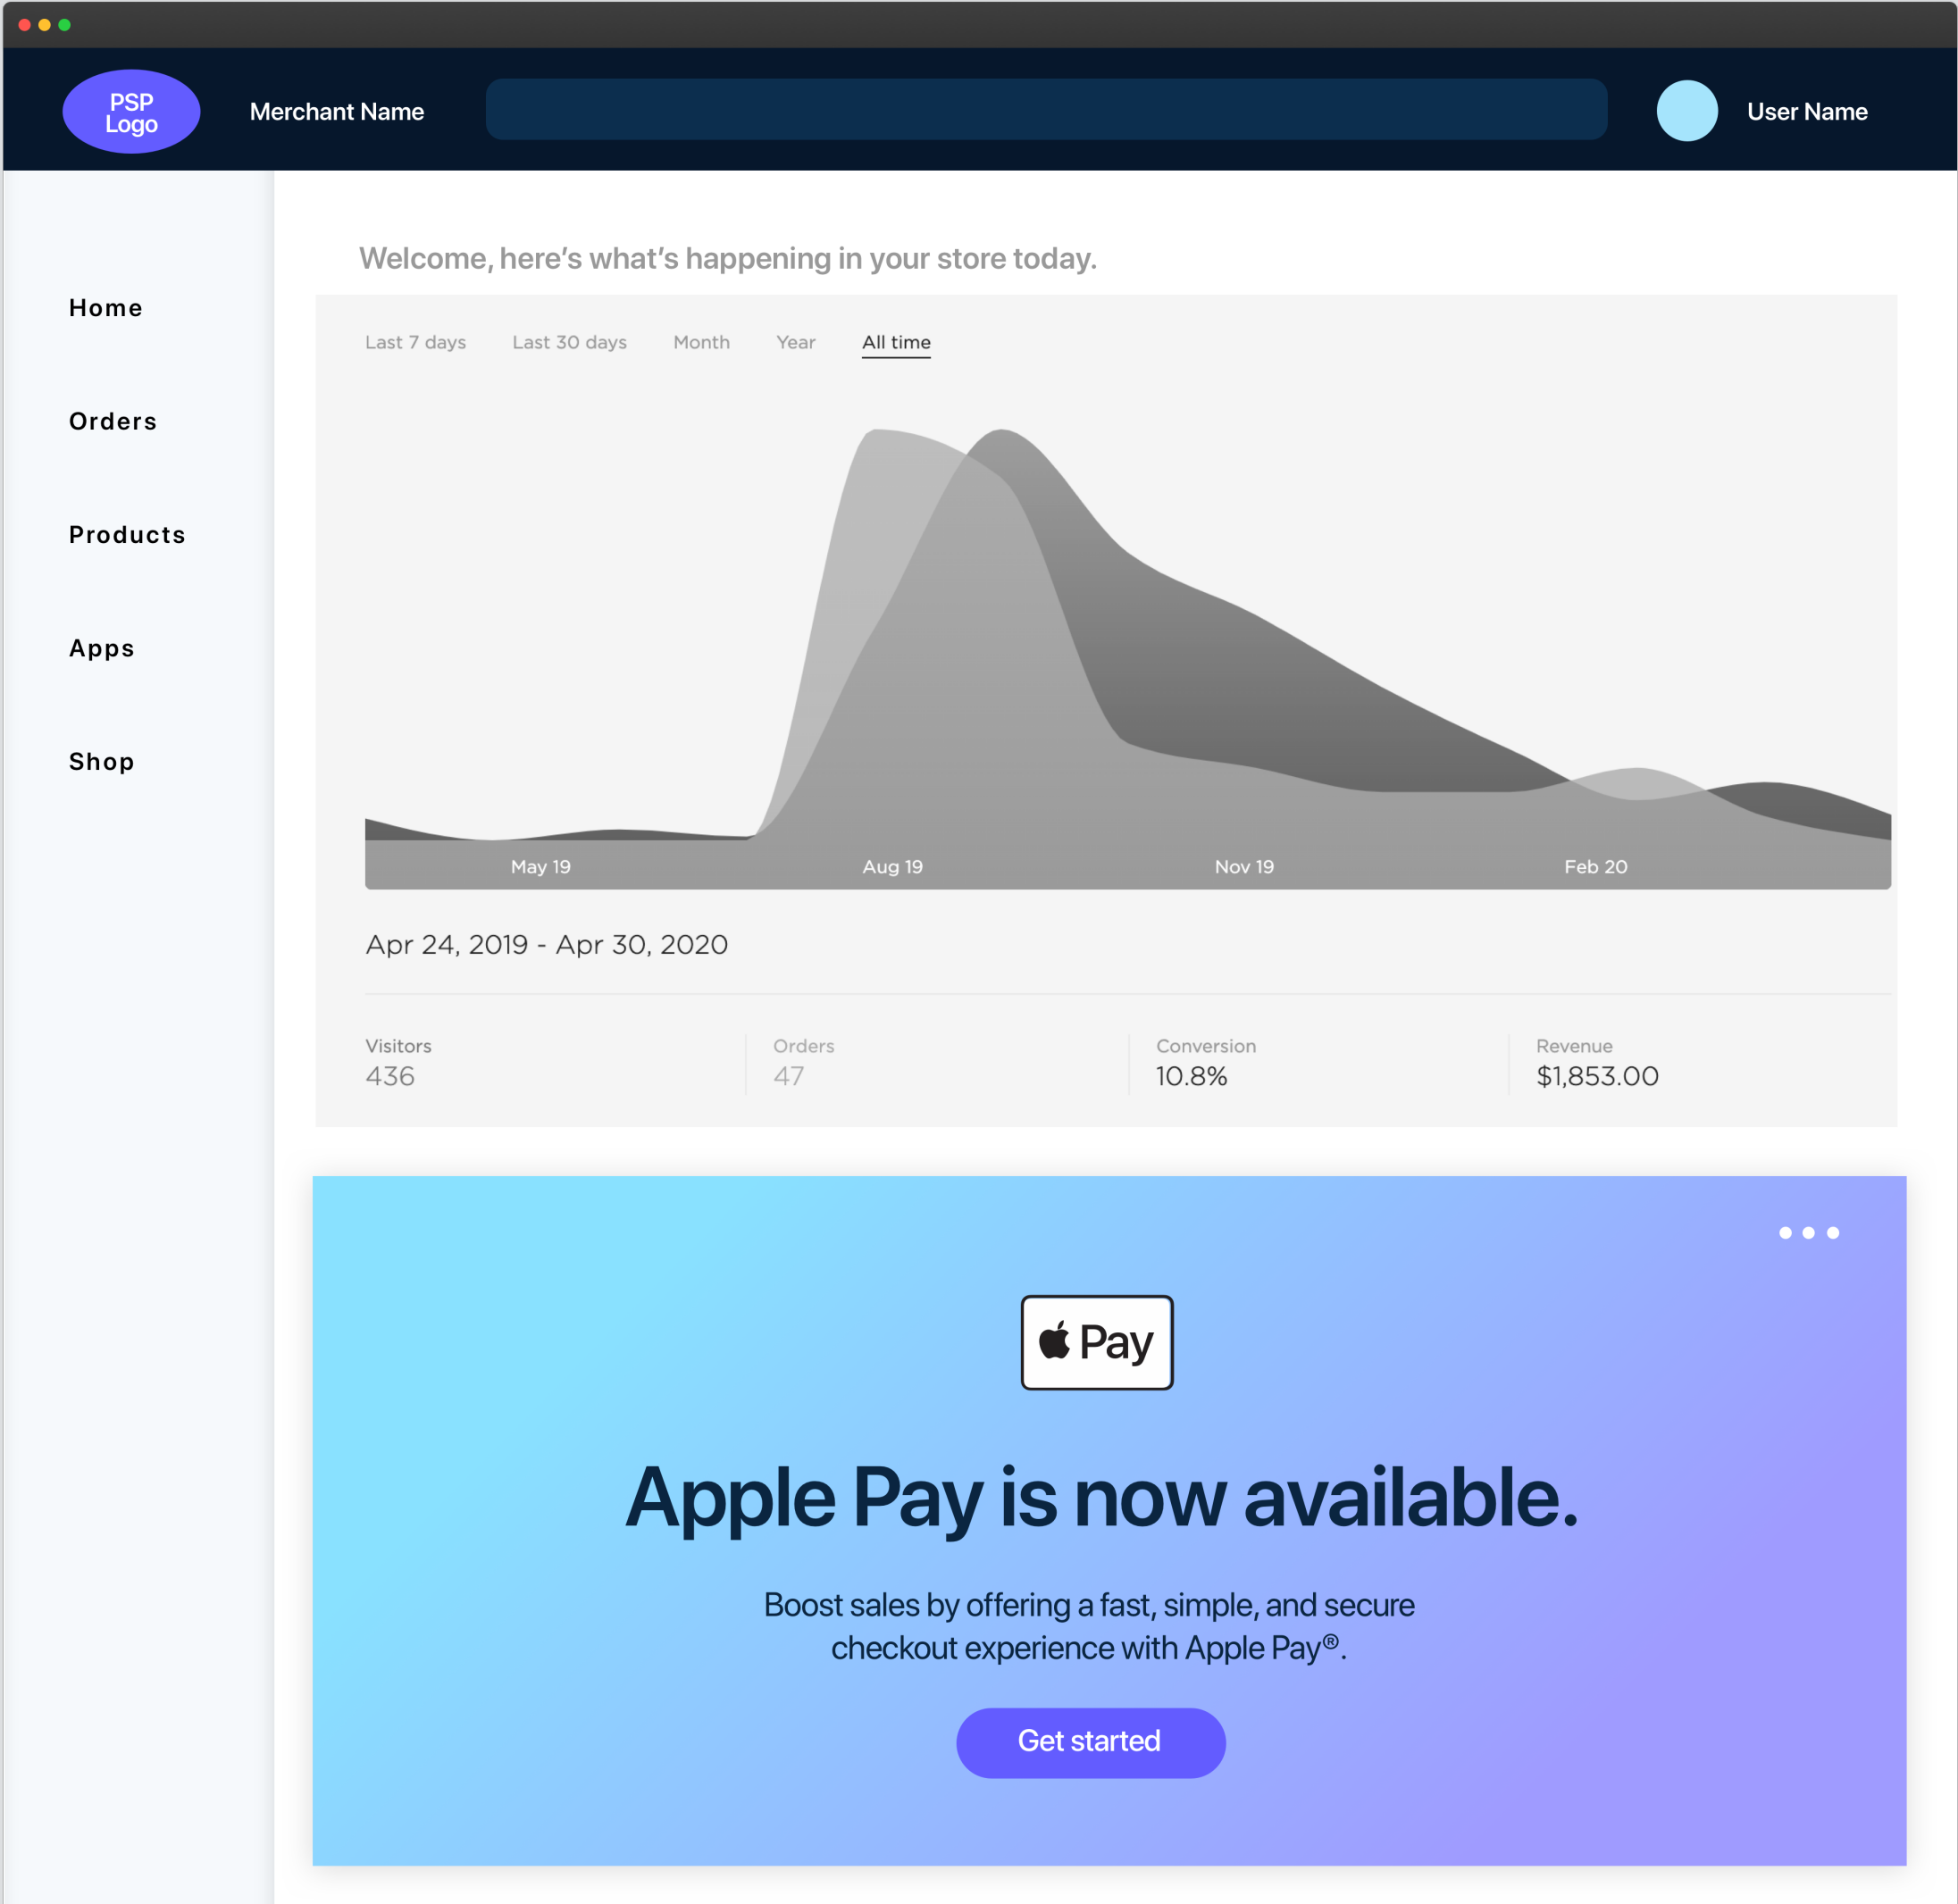 PSP
Logo
Merchant Name
User Name
Home
Orders
Products
Apps
Shop
Welcome, here’s what’s happening in your store today.
Last 7 days Last 30 days Month Year All time
May 19 Aug 19 Nov 19 Feb 20
Apr 24, 2019 - Apr 30, 2020
Visitors Orders Conversion Revenue
436 47 10.8% $1,853.00
Pay
Apple Pay is now available.
Boost sales by offering a fast, simple, and secure
checkout experience with Apple Pay®.
Get started